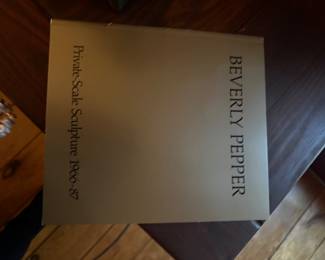 BEVERLY PEPPER
Private-Scale Sculpture 1966-87